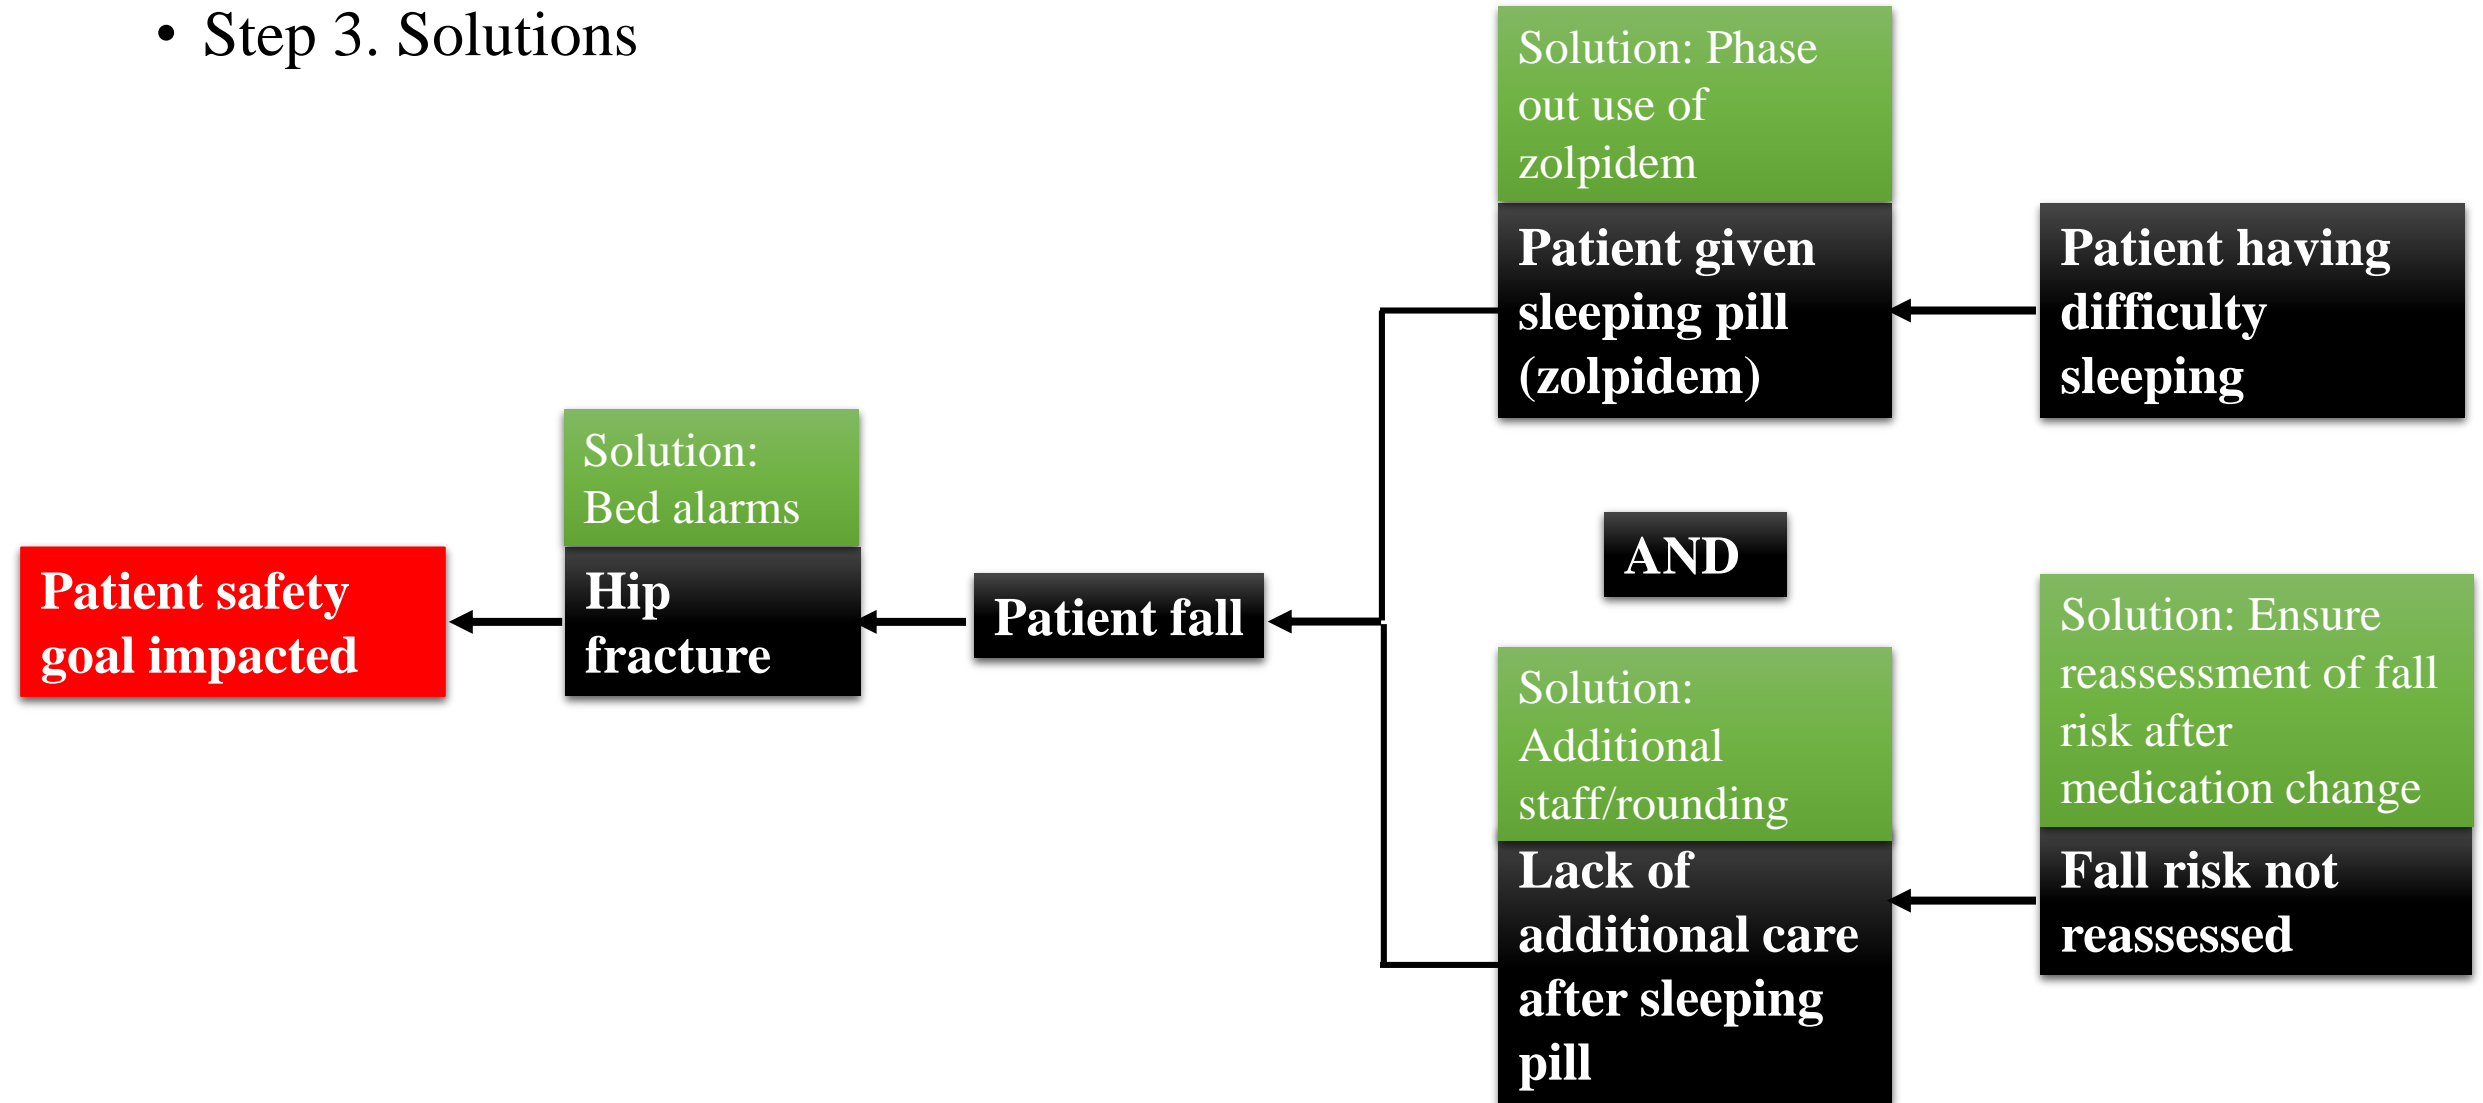 • Step 3. Solutions
Solution: Phase
out use of
zolpidem
Patient given
sleeping pill
(zolpidem)
Patient having
difficulty
sleeping
Solution:
Bed alarms
Hip
fracture
Patient safety
goal impacted
Patient fall
AND
Solution:
Additional
staff/rounding
Lack of
additional care
after sleeping
pill
Solution: Ensure
reassessment of fall
risk after
medication change
Fall risk not
reassessed